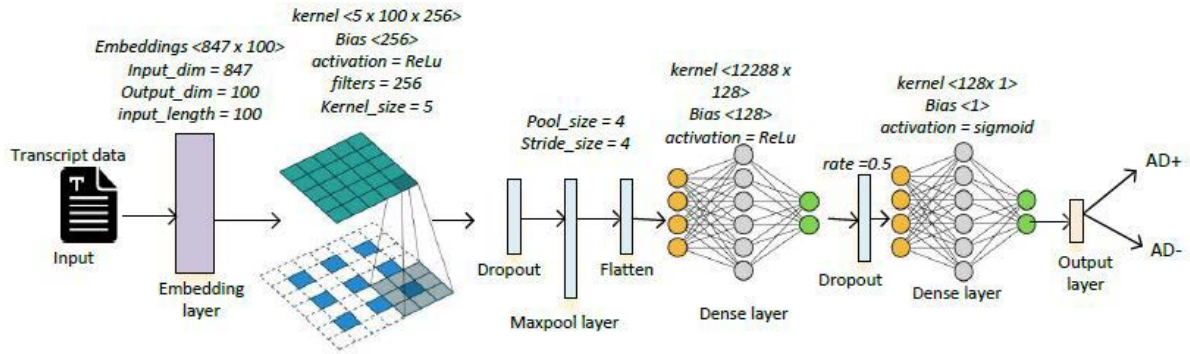 Transcript data
T
Input
Embeddings <847 x 100>
Input_dim = 847
Output_dim = 100
input_length = 100
Embedding
layer
kernel <5 x 100 x 256>
Bias <256>
activation = ReLu
filters = 256
Kernel_size = 5
Dropout
Pool_size = 4
Stride_size = 4
Maxpool layer
Flatten
kernel <12288 x
128>
Bias <128>
activation = ReLu
Dense layer
rate =0.5
Dropout
kernel <128x 1>
Bias <1>
activation = sigmoid
Dense layer
Output
layer
AD+
AD-